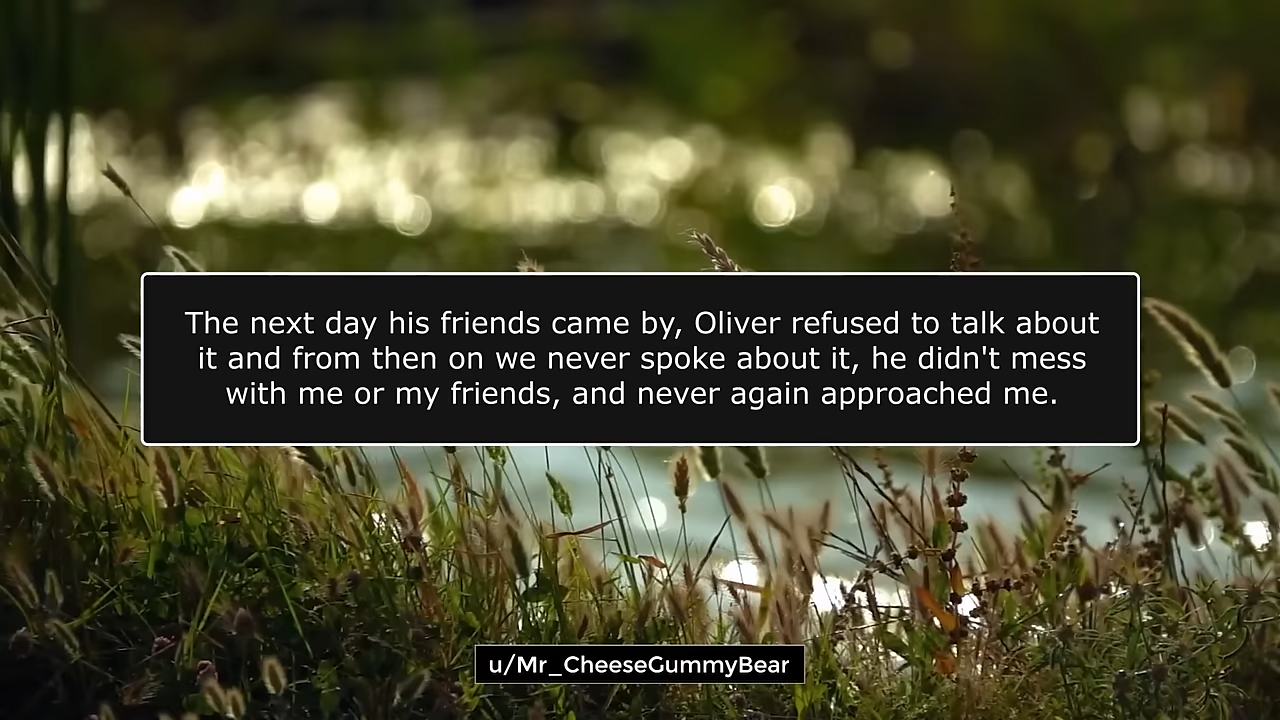 The next day his friends came by, Oliver refused to talk about
it and from then on we never spoke about it, he didn't mess
with me or my friends, and never again approached me.
u/Mr_CheeseGummyBear